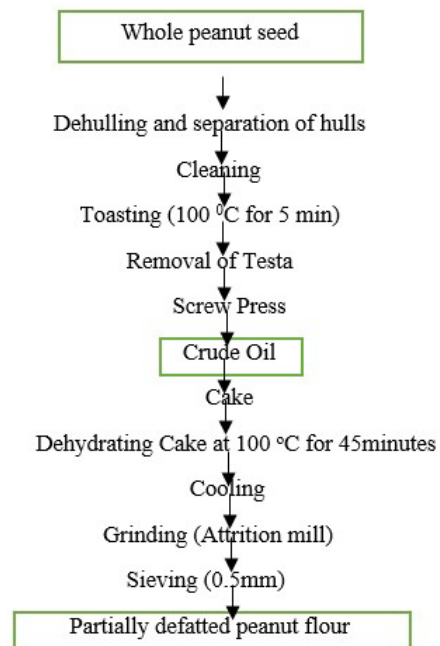 Whole peanut seed
Dehulling and separation of hulls
Cleaning
Toasting (100 ⁰C for 5 min)
Removal of Testa
Screw Press
Crude Oil
Cake
Dehydrating Cake at 100 ᵒC for 45minutes
Cooling
Grinding (Attrition mill)
Sieving (0.5mm)
Partially defatted peanut flour